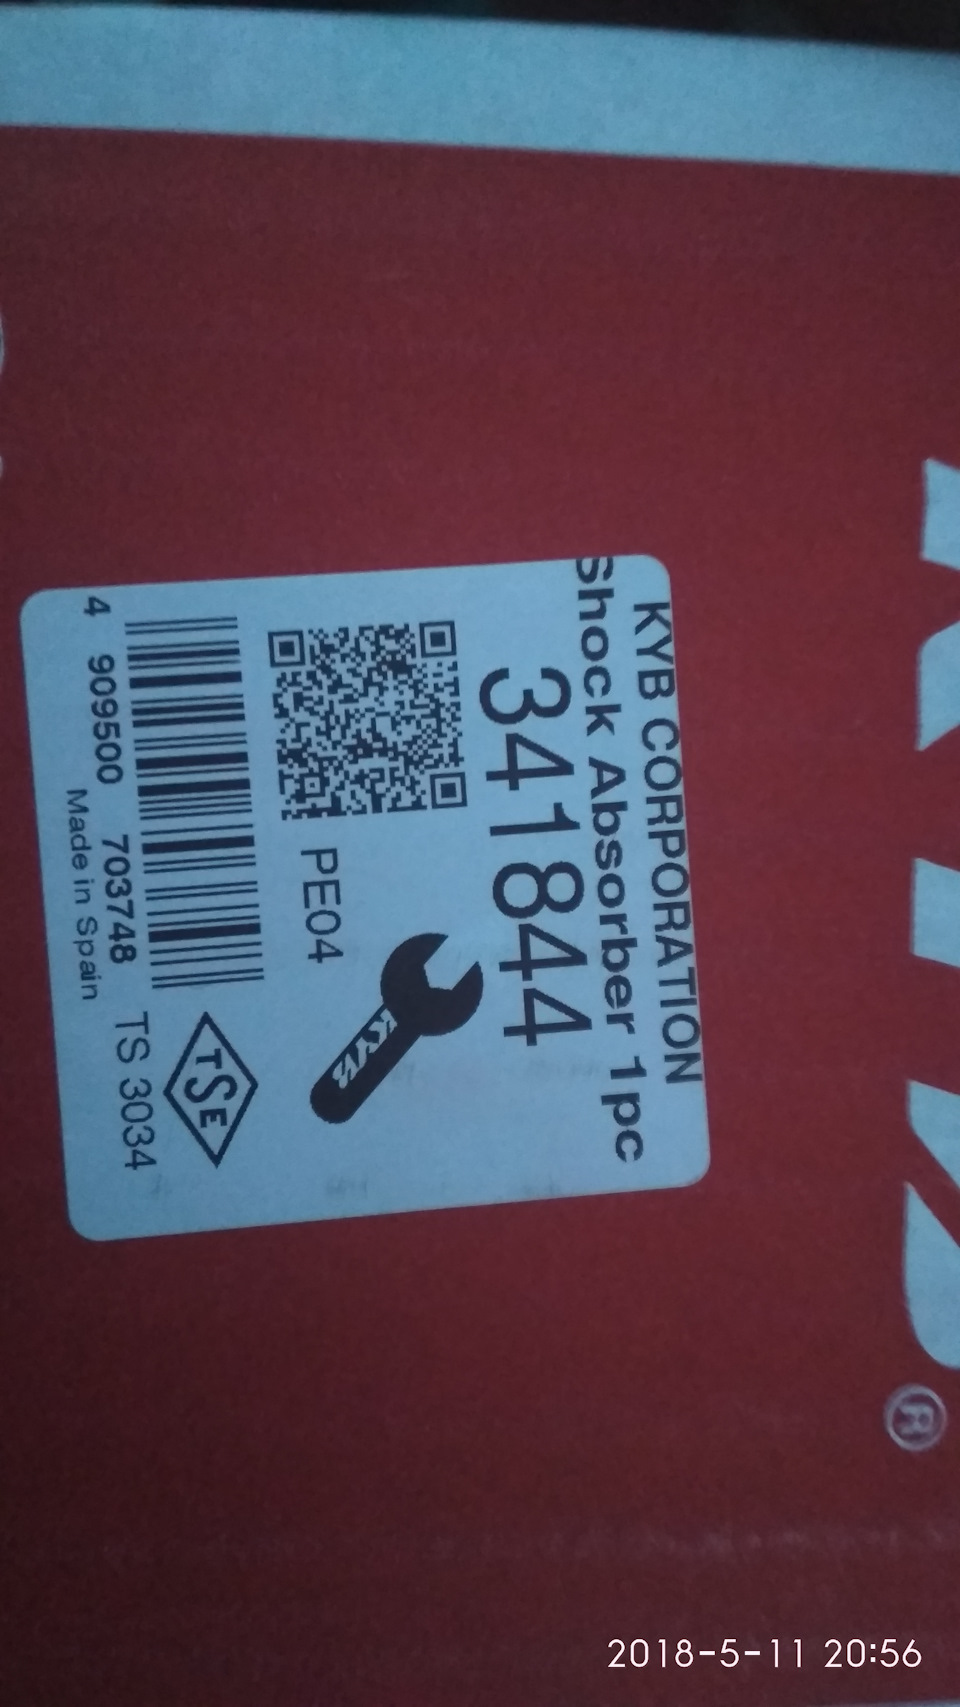 KYB CORPORATION
Shock Absorber 1pc
341844
PE04
KYB
4 909500 703748
TSE
TS 3034
Made in Spain
®
2018-5-11 20:56